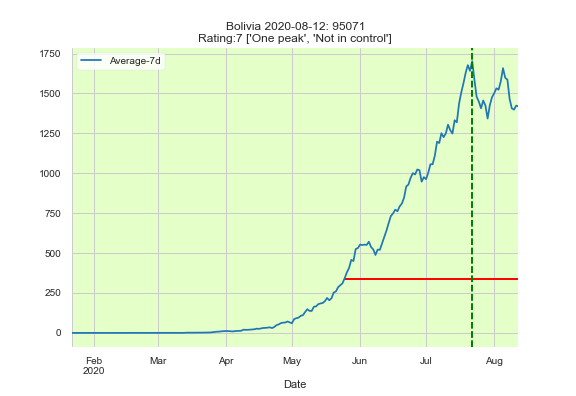 Bolivia 2020-08-12: 95071
Rating:7 ['One peak', 'Not in control']
Average-7d
1750
1500
1250
1000
750
500
250
0
Feb
2020
Mar
Apr
May
Jun
Jul
Aug
Date